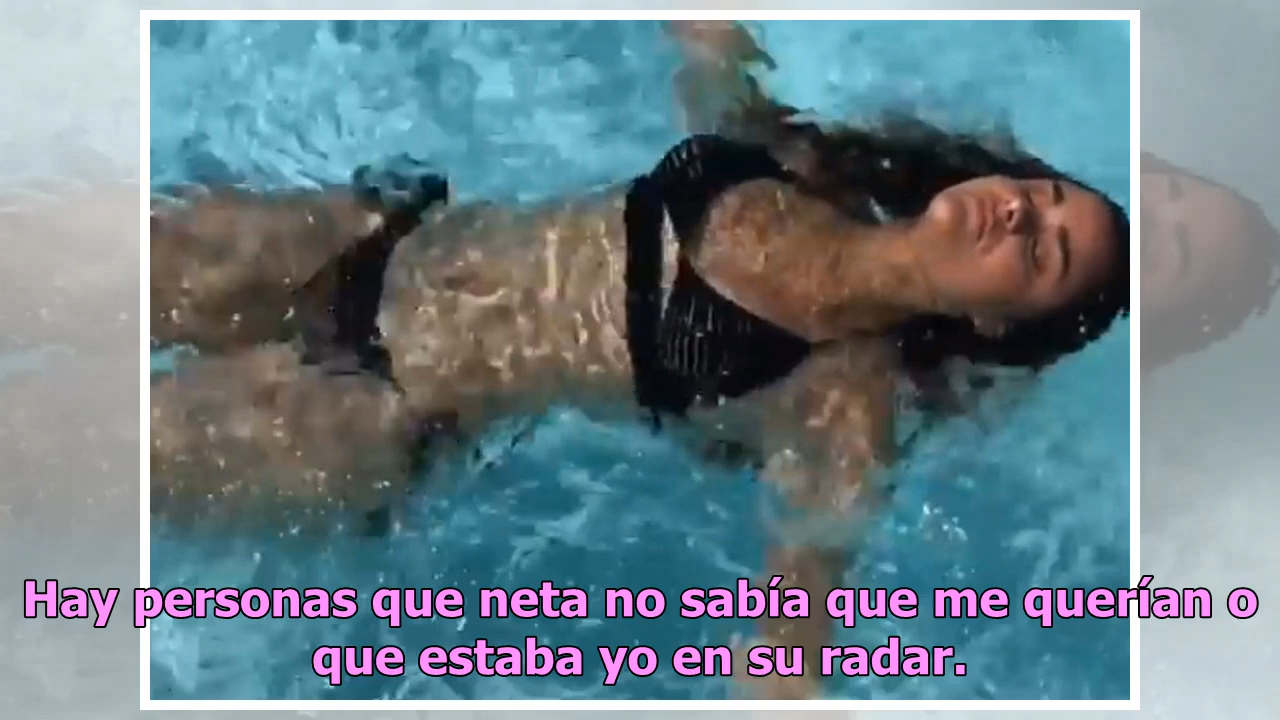 Hay personas que neta no sabía que me querían o
que estaba yo en su radar.